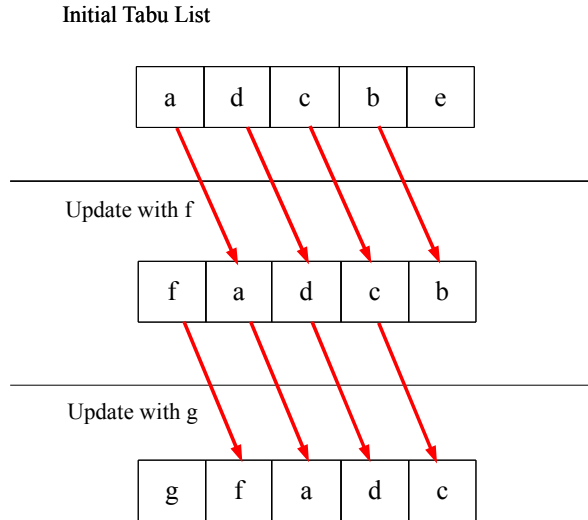 Initial Tabu List
a d c b e
Update with f
f a d c b
Update with g
g f a d c